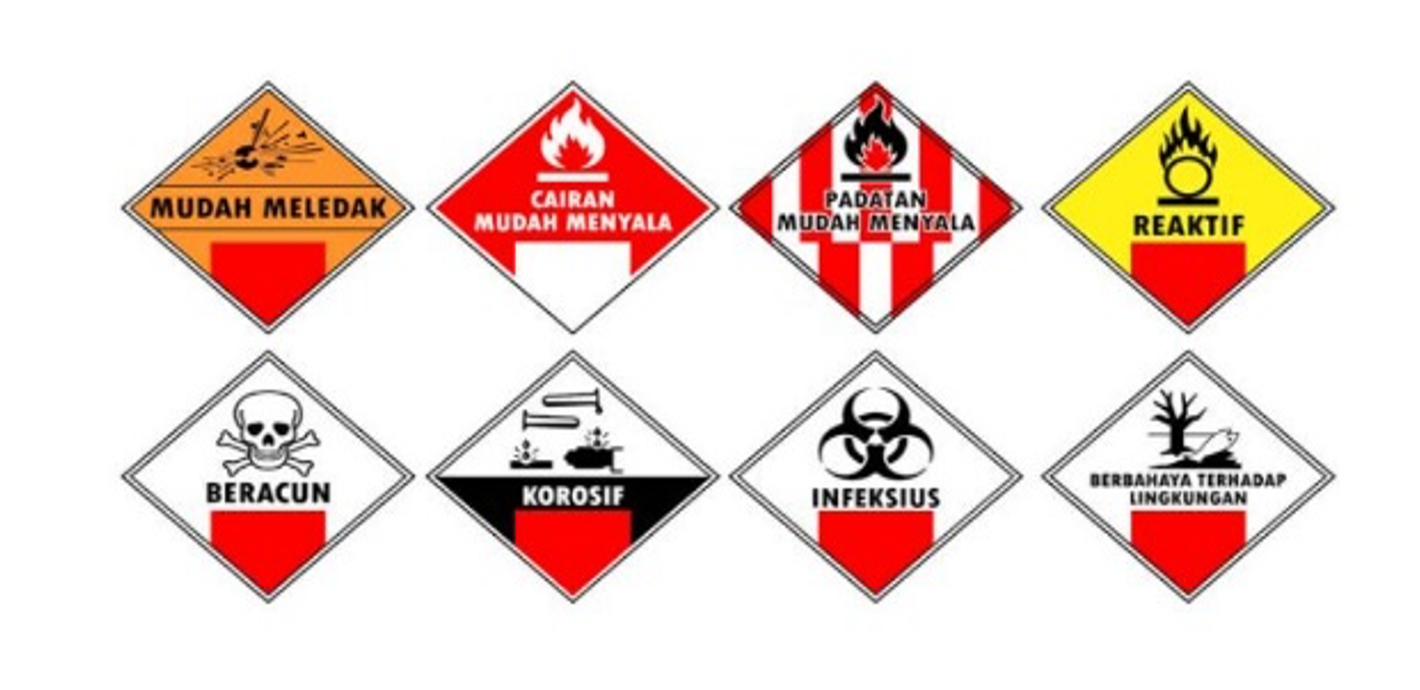 MUDAH MELEDAK
CAIRAN
MUDAH MENYALA
PADATAN
MUDAH MENYALA
REAKTIF
BERACUN
KOROSIF
INFEKSIUS
BERBAHAYA TERHADAP
LINGKUNGAN